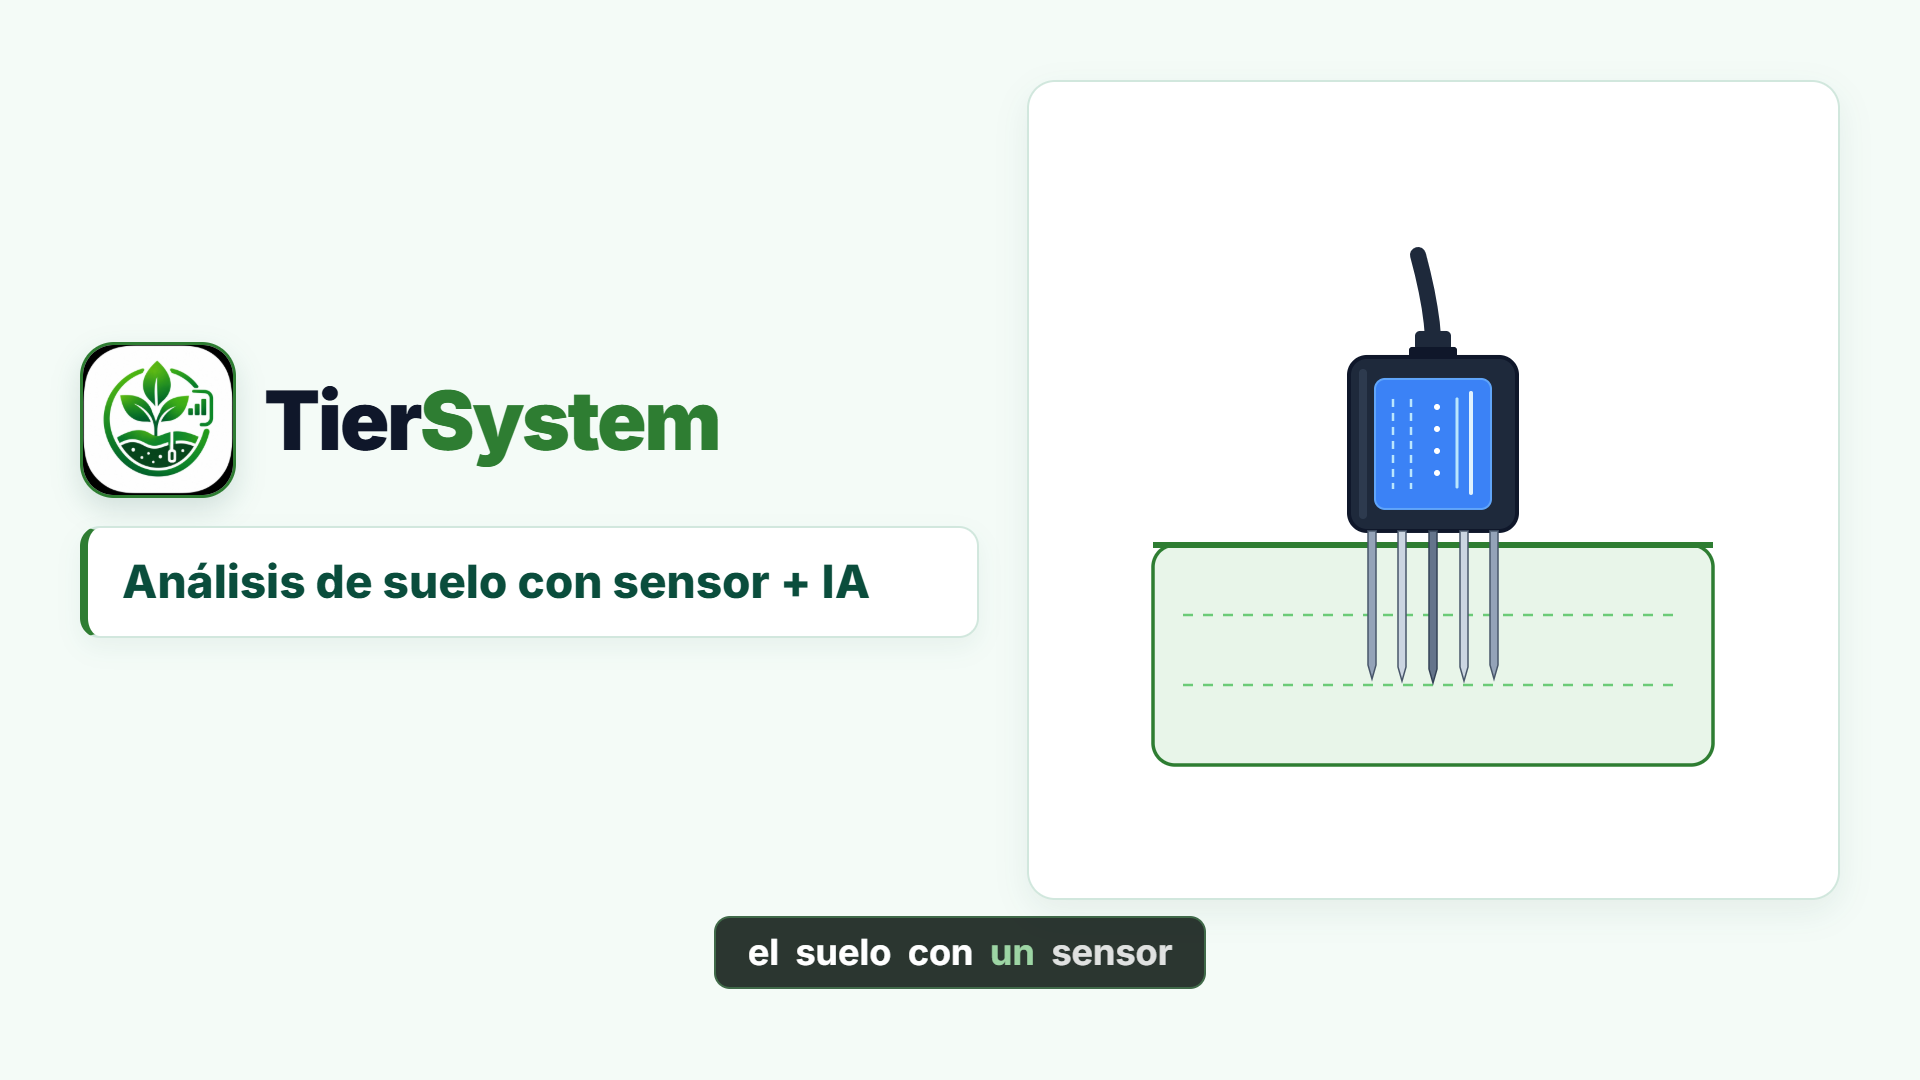 TierSystem
Análisis de suelo con sensor + IA
el suelo con un sensor